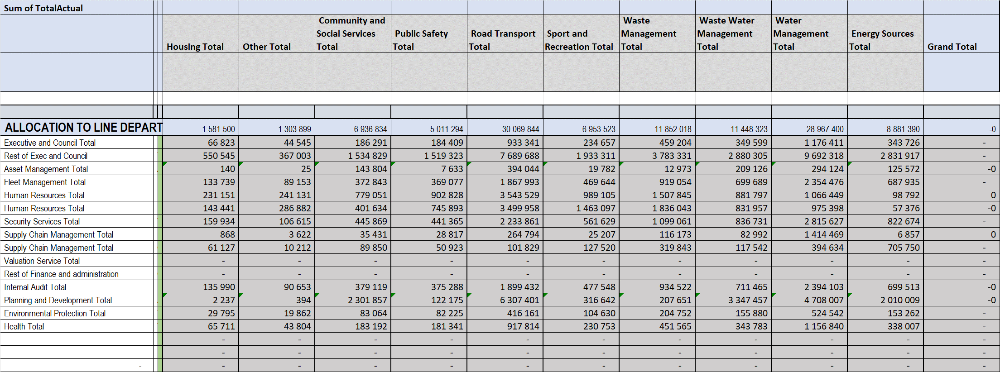 Sum of TotalActual
Housing Total	Other Total	Community and Social Services Total	Public Safety Total	Road Transport Total	Sport and Recreation Total	Waste Management Total	Waste Water Management Total	Water Management Total	Energy Sources Total	Grand Total
ALLOCATION TO LINE DEPART	1 581 500	1 303 899	6 936 834	5 011 294	30 069 844	6 953 523	11 852 018	11 448 323	28 967 400	8 881 390	-0
Executive and Council Total	66 823	44 545	186 291	184 409	933 341	234 657	459 204	349 599	1 176 411	343 726	-
Rest of Exec and Council	550 545	367 003	1 534 829	1 519 323	7 689 688	1 933 311	3 783 331	2 880 305	9 692 318	2 831 917	-
Asset Management Total	140	25	143 804	7 633	394 044	19 782	12 973	209 126	294 124	125 572	-0
Fleet Management Total	133 739	89 153	372 843	369 077	1 867 993	469 644	919 054	699 689	2 354 476	687 935	-
Human Resources Total	231 151	241 131	779 051	902 828	3 543 529	989 105	1 507 845	881 797	1 066 449	98 792	0
Human Resources Total	143 441	286 882	401 634	745 893	3 499 958	1 463 097	1 836 043	831 957	975 398	57 376	-0
Security Services Total	159 934	106 615	445 869	441 365	2 233 861	561 629	1 099 061	836 731	2 815 627	822 674	-
Supply Chain Management Total	868	3 622	35 431	28 817	264 794	25 207	116 173	82 992	1 414 469	6 857	0
Supply Chain Management Total	61 127	10 212	89 850	50 923	101 829	127 520	319 843	117 542	394 634	705 750	-
Valuation Service Total	-	-	-	-	-	-	-	-	-	-	-
Rest of Finance and administration	-	-	-	-	-	-	-	-	-	-	-
Internal Audit Total	135 990	90 653	379 119	375 288	1 899 432	477 548	934 522	711 465	2 394 103	699 513	-0
Planning and Development Total	2 237	394	2 301 857	122 175	6 307 401	316 642	207 651	3 347 457	4 708 007	2 010 009	-0
Environmental Protection Total	29 795	19 862	83 064	82 225	416 161	104 630	204 752	155 880	524 542	153 262	-
Health Total	65 711	43 804	183 192	181 341	917 814	230 753	451 565	343 783	1 156 840	338 007	-
-	-	-	-	-	-	-	-	-	-	-
-	-	-	-	-	-	-	-	-	-	-
-	-	-	-	-	-	-	-	-	-	-	-